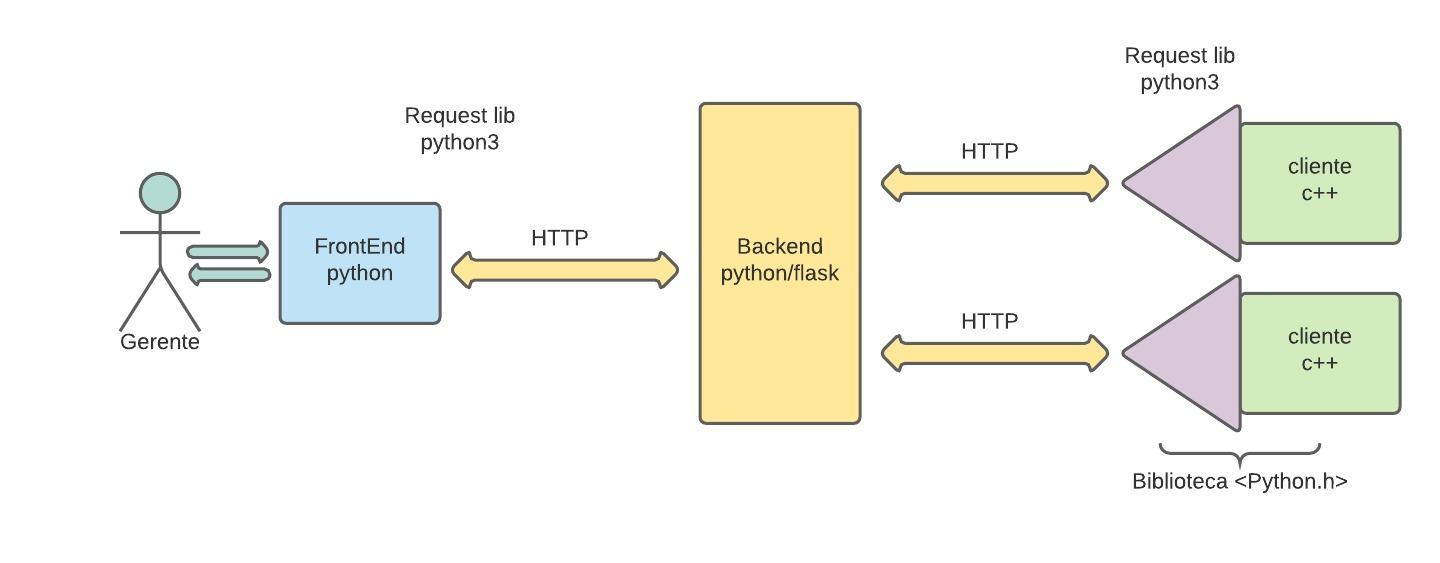 Request lib
python3
Gerente
FrontEnd
python
HTTP
Backend
python/flask
HTTP
HTTP
Request lib
python3
cliente
c++
cliente
c++
Biblioteca <Python.h>